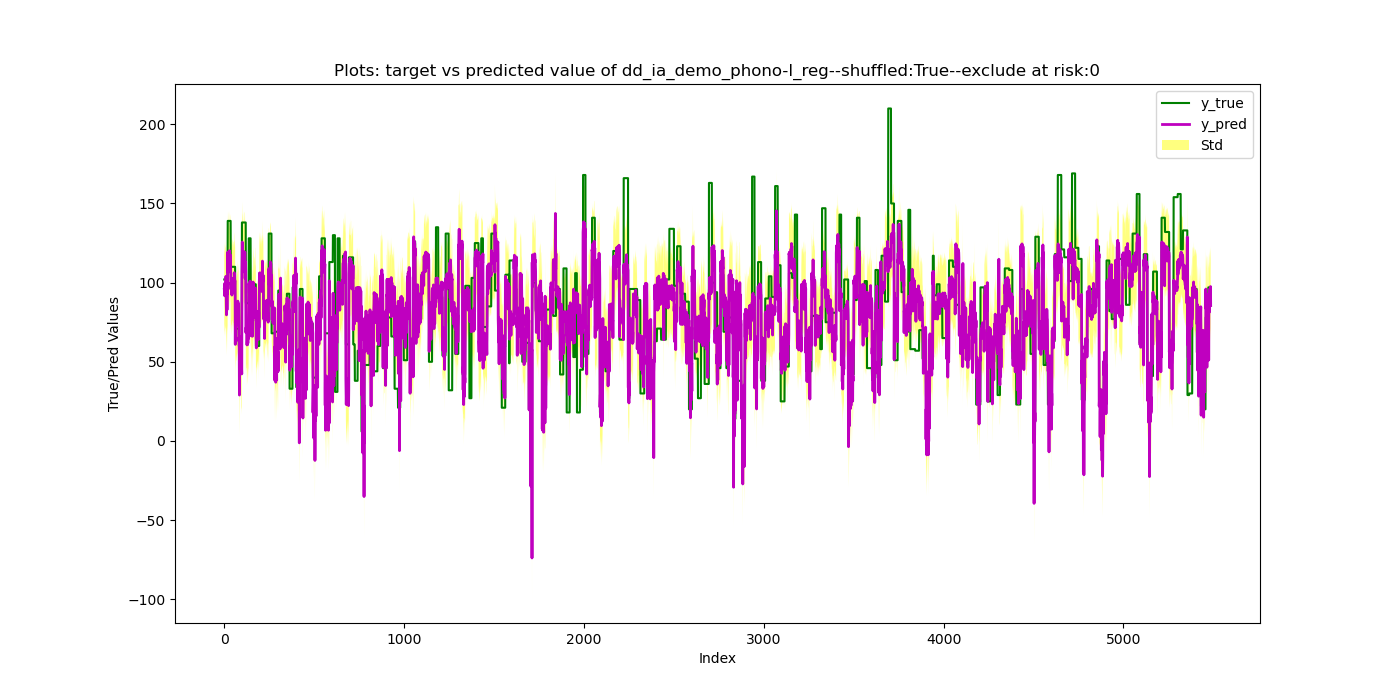 Plots: target vs predicted value of dd_ia_demo_phono-l_reg--shuffled:True--exclude at risk:0
y_true
y_pred
Std
True/Pred Values
200
150
100
50
0
−50
−100
0
1000
2000
3000
4000
5000
Index